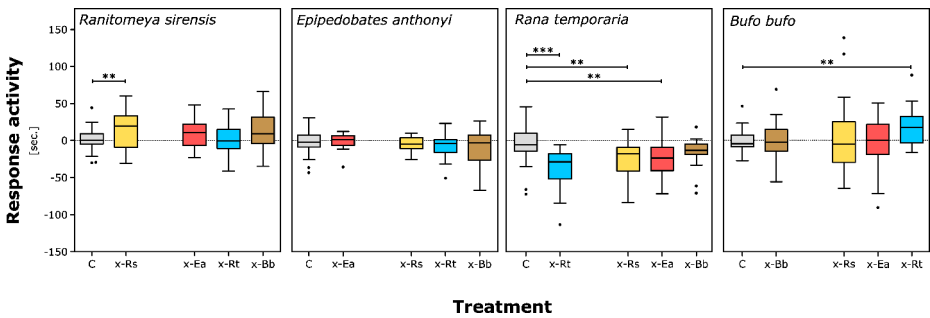 Ranitomeya sirensis
Epipedobates anthonyi
Rana temporaria
Bufo bufo
Response activity
[sec.]
150
100
50
0
-50
-100
-150
**
***
**
**
**
C x-Rs x-Ea x-Rt x-Bb
C x-Ea x-Rs x-Rt x-Bb
C x-Rt x-Rs x-Ea x-Bb
C x-Bb x-Rs x-Ea x-Rt
Treatment